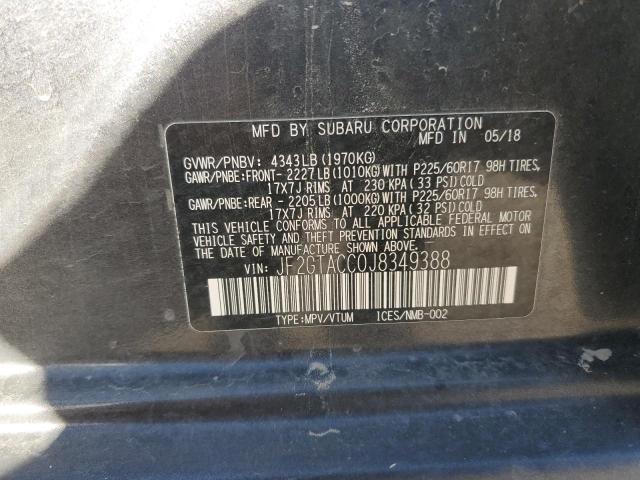 MFD BY SUBARU CORPORATION
MFD IN 05/18
GVWR/PNBV: 4343LB(1970KG)
GAWR/PNBE:FRONT-2227LB(1010KG)WITH P225/60R17 98H TIRES,
17X7J RIMS AT 230 KPA(33 PSI)COLD
GAWR/PNBE:REAR -2205LB(1000KG)WITH P225/60R17 98H TIRES,
17X7J RIMS AT 220 KPA(32 PSI)COLD
THIS VEHICLE CONFORMS TO ALL APPLICABLE FEDERAL MOTOR
VEHICLE SAFETY AND THEFT PREVENTION STANDARDS IN EFFECT ON
THE DATE OF MANUFACTURE SHOWN ABOVE.
VIN: JF2GTACC0J8349388
TYPE:MPV/VTUM ICES/NMB-002